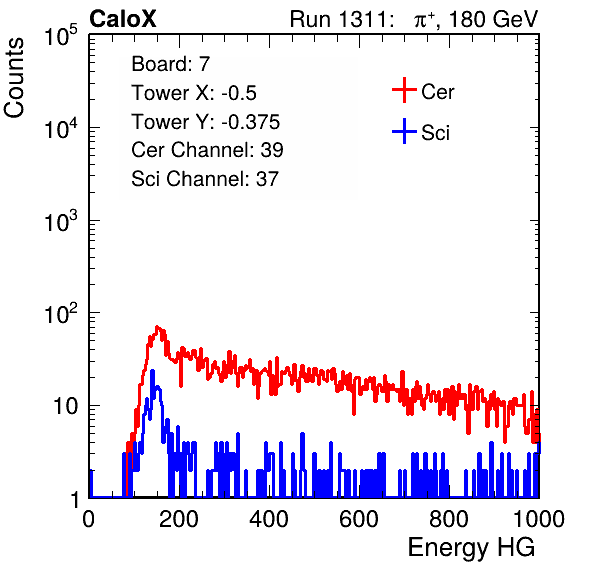 CaloX Run 1311: π⁺, 180 GeV
Counts
10⁵
10⁴
10³
10²
10
1
Board: 7
Tower X: -0.5
Tower Y: -0.375
Cer Channel: 39
Sci Channel: 37
Cer
Sci
0 200 400 600 800 1000
Energy HG